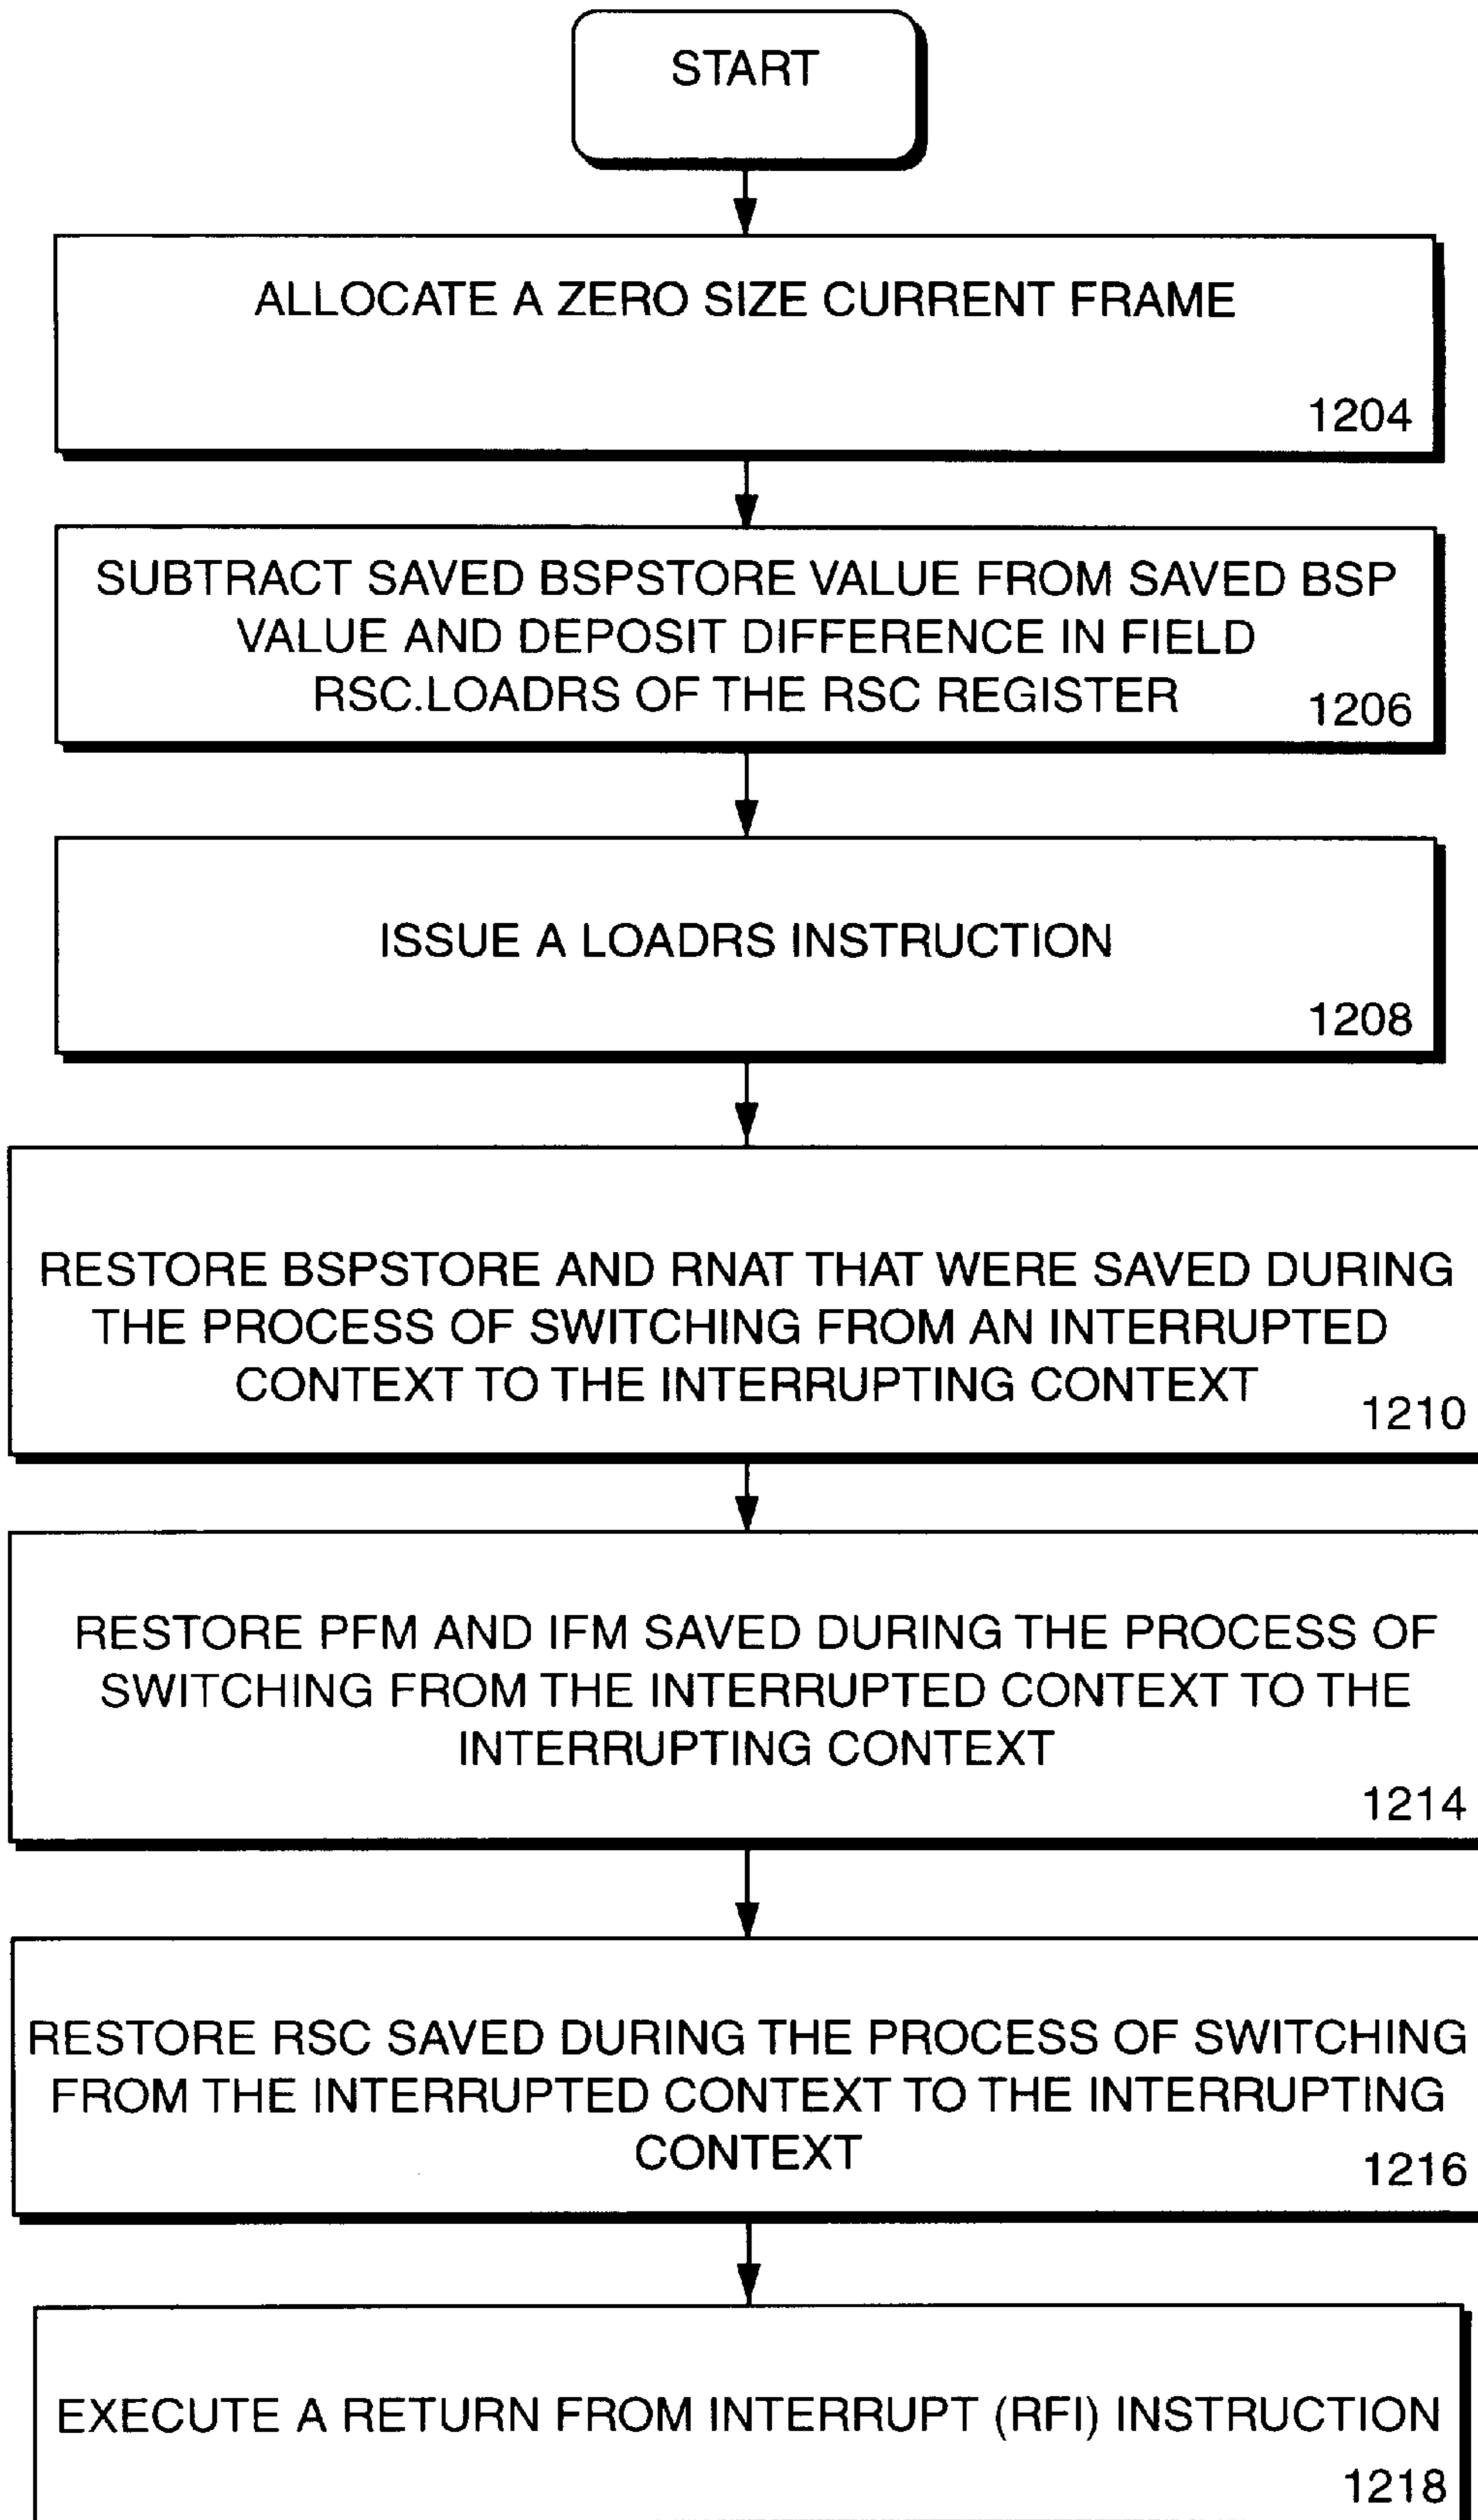 START
ALLOCATE A ZERO SIZE CURRENT FRAME
1204
SUBTRACT SAVED BSPSTORE VALUE FROM SAVED BSP
VALUE AND DEPOSIT DIFFERENCE IN FIELD
RSC.LOADRS OF THE RSC REGISTER
1206
ISSUE A LOADRS INSTRUCTION
1208
RESTORE BSPSTORE AND RNAT THAT WERE SAVED DURING
THE PROCESS OF SWITCHING FROM AN INTERRUPTED
CONTEXT TO THE INTERRUPTING CONTEXT
1210
RESTORE PFM AND IFM SAVED DURING THE PROCESS OF
SWITCHING FROM THE INTERRUPTED CONTEXT TO THE
INTERRUPTING CONTEXT
1214
RESTORE RSC SAVED DURING THE PROCESS OF SWITCHING
FROM THE INTERRUPTED CONTEXT TO THE INTERRUPTING
CONTEXT
1216
EXECUTE A RETURN FROM INTERRUPT (RFI) INSTRUCTION
1218